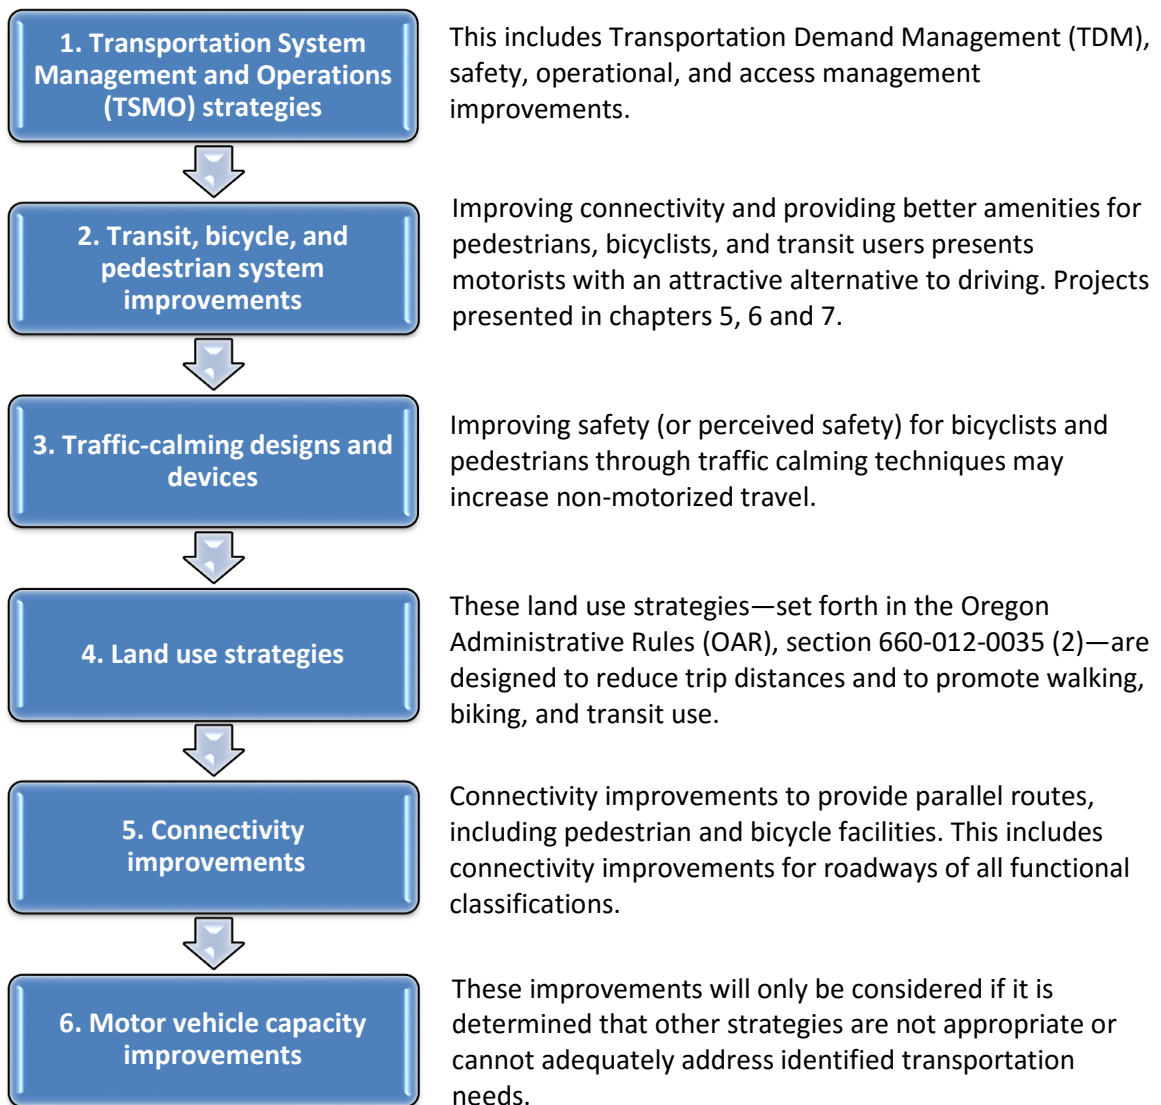 1. Transportation System
Management and Operations
(TSMO) strategies
This includes Transportation Demand Management (TDM),
safety, operational, and access management
improvements.
2. Transit, bicycle, and
pedestrian system
improvements
Improving connectivity and providing better amenities for
pedestrians, bicyclists, and transit users presents
motorists with an attractive alternative to driving. Projects
presented in chapters 5, 6 and 7.
3. Traffic-calming designs and
devices
Improving safety (or perceived safety) for bicyclists and
pedestrians through traffic calming techniques may
increase non-motorized travel.
4. Land use strategies
These land use strategies—set forth in the Oregon
Administrative Rules (OAR), section 660-012-0035 (2)—are
designed to reduce trip distances and to promote walking,
biking, and transit use.
5. Connectivity
improvements
Connectivity improvements to provide parallel routes,
including pedestrian and bicycle facilities. This includes
connectivity improvements for roadways of all functional
classifications.
6. Motor vehicle capacity
improvements
These improvements will only be considered if it is
determined that other strategies are not appropriate or
cannot adequately address identified transportation
needs.